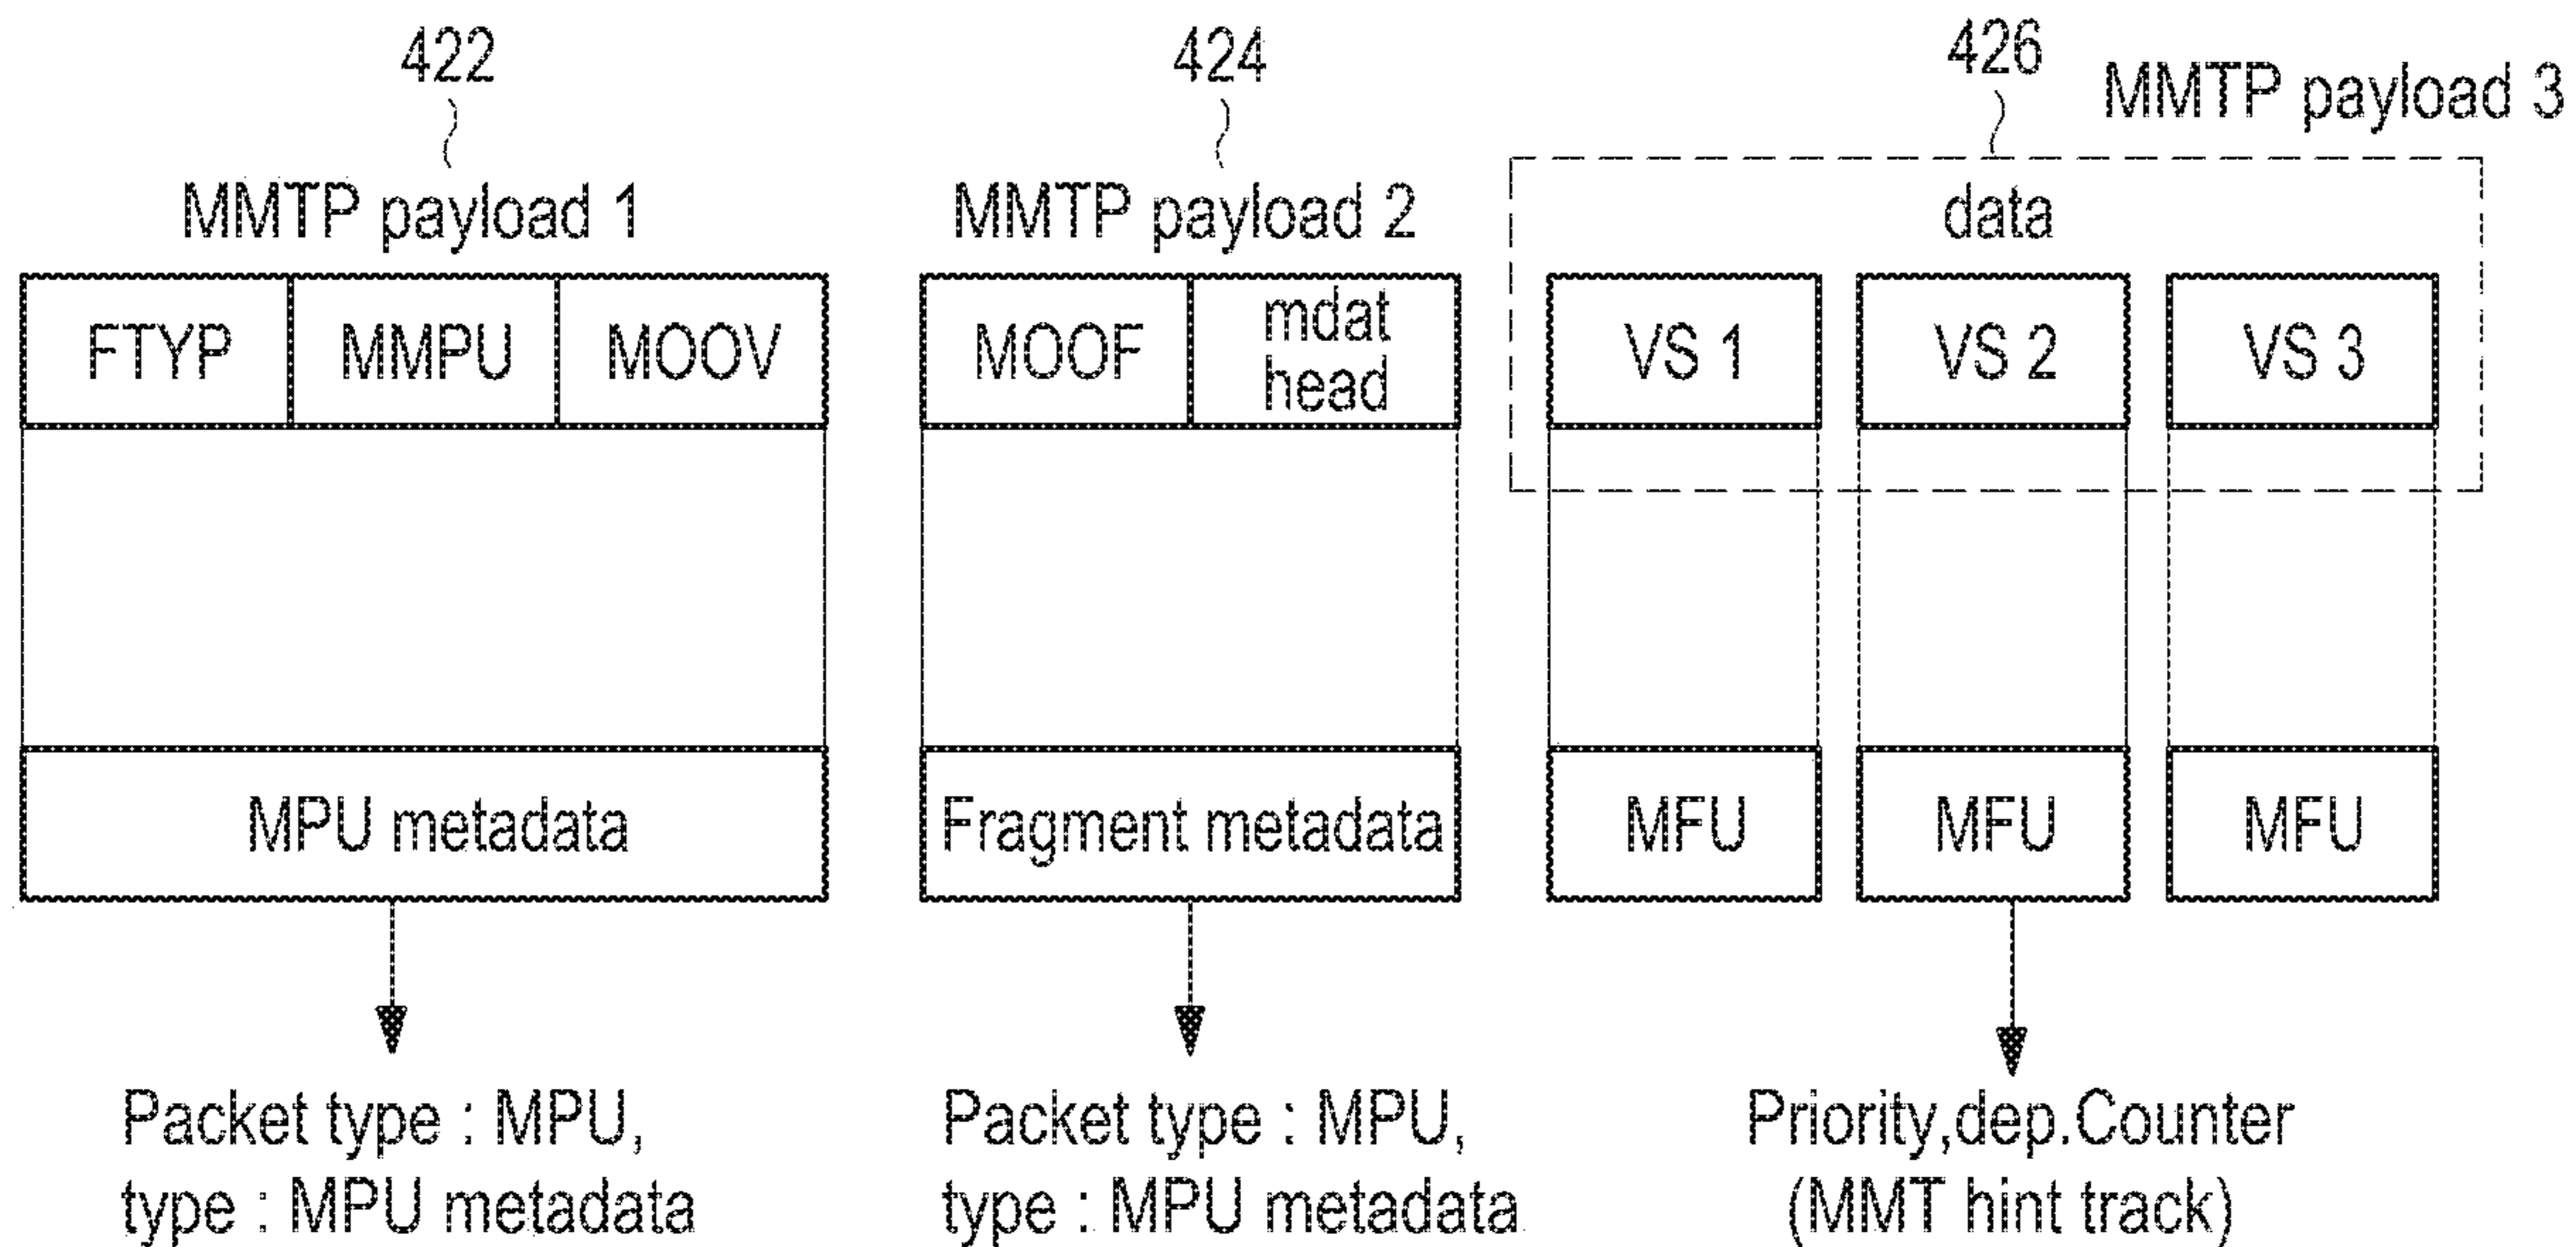 422
424
426
MMTP payload 3
MMTP payload 1
MMTP payload 2
data
FTYP
MMPU
MOOV
MOOF
mdat
head
VS 1
VS 2
VS 3
MPU metadata
Fragment metadata
MFU
MFU
MFU
Packet type : MPU,
type : MPU metadata
Packet type : MPU,
type : MPU metadata
Priority,dep.Counter
(MMT hint track)